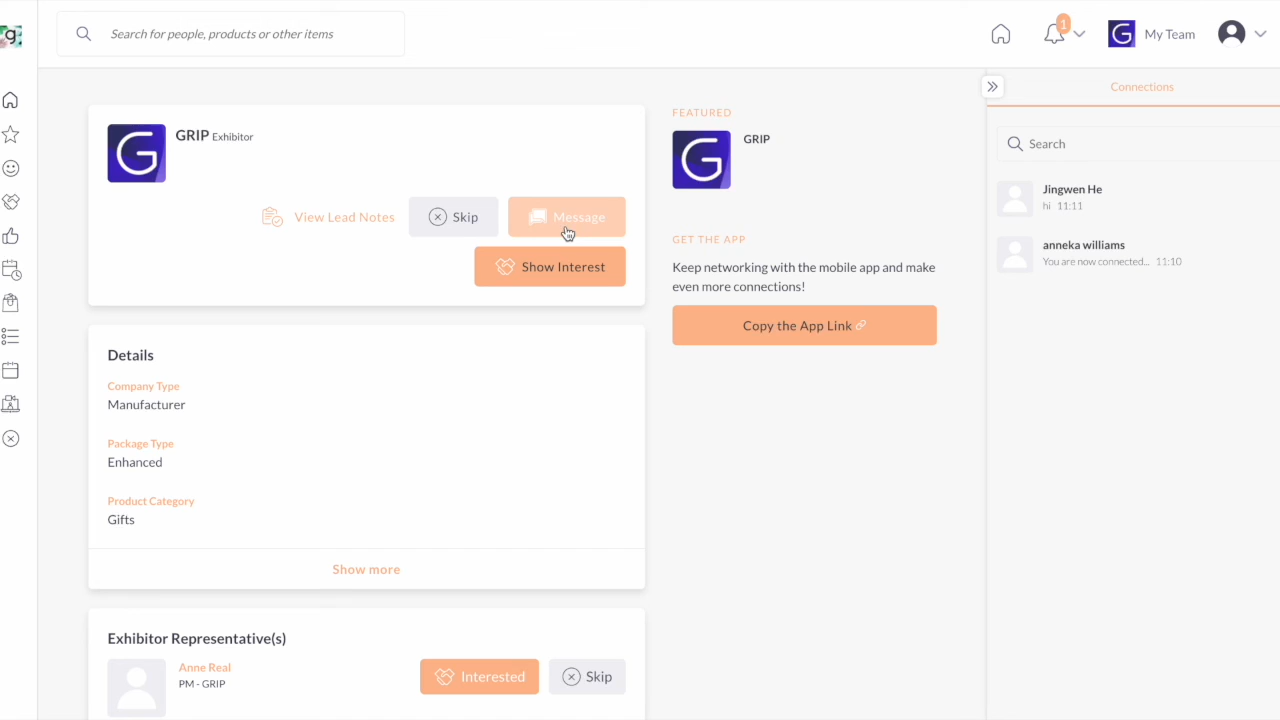 g
Search for people, products or other items
1
G My Team
G
GRIP Exhibitor
View Lead Notes
Skip
Message
Show Interest
Details
Company Type
Manufacturer
Package Type
Enhanced
Product Category
Gifts
Show more
Exhibitor Representative(s)
Anne Real
PM - GRIP
Interested
Skip
FEATURED
G
GRIP
GET THE APP
Keep networking with the mobile app and make
even more connections!
Copy the App Link
Connections
Search
Jingwen He
hi 11:11
anneka williams
You are now connected... 11:10